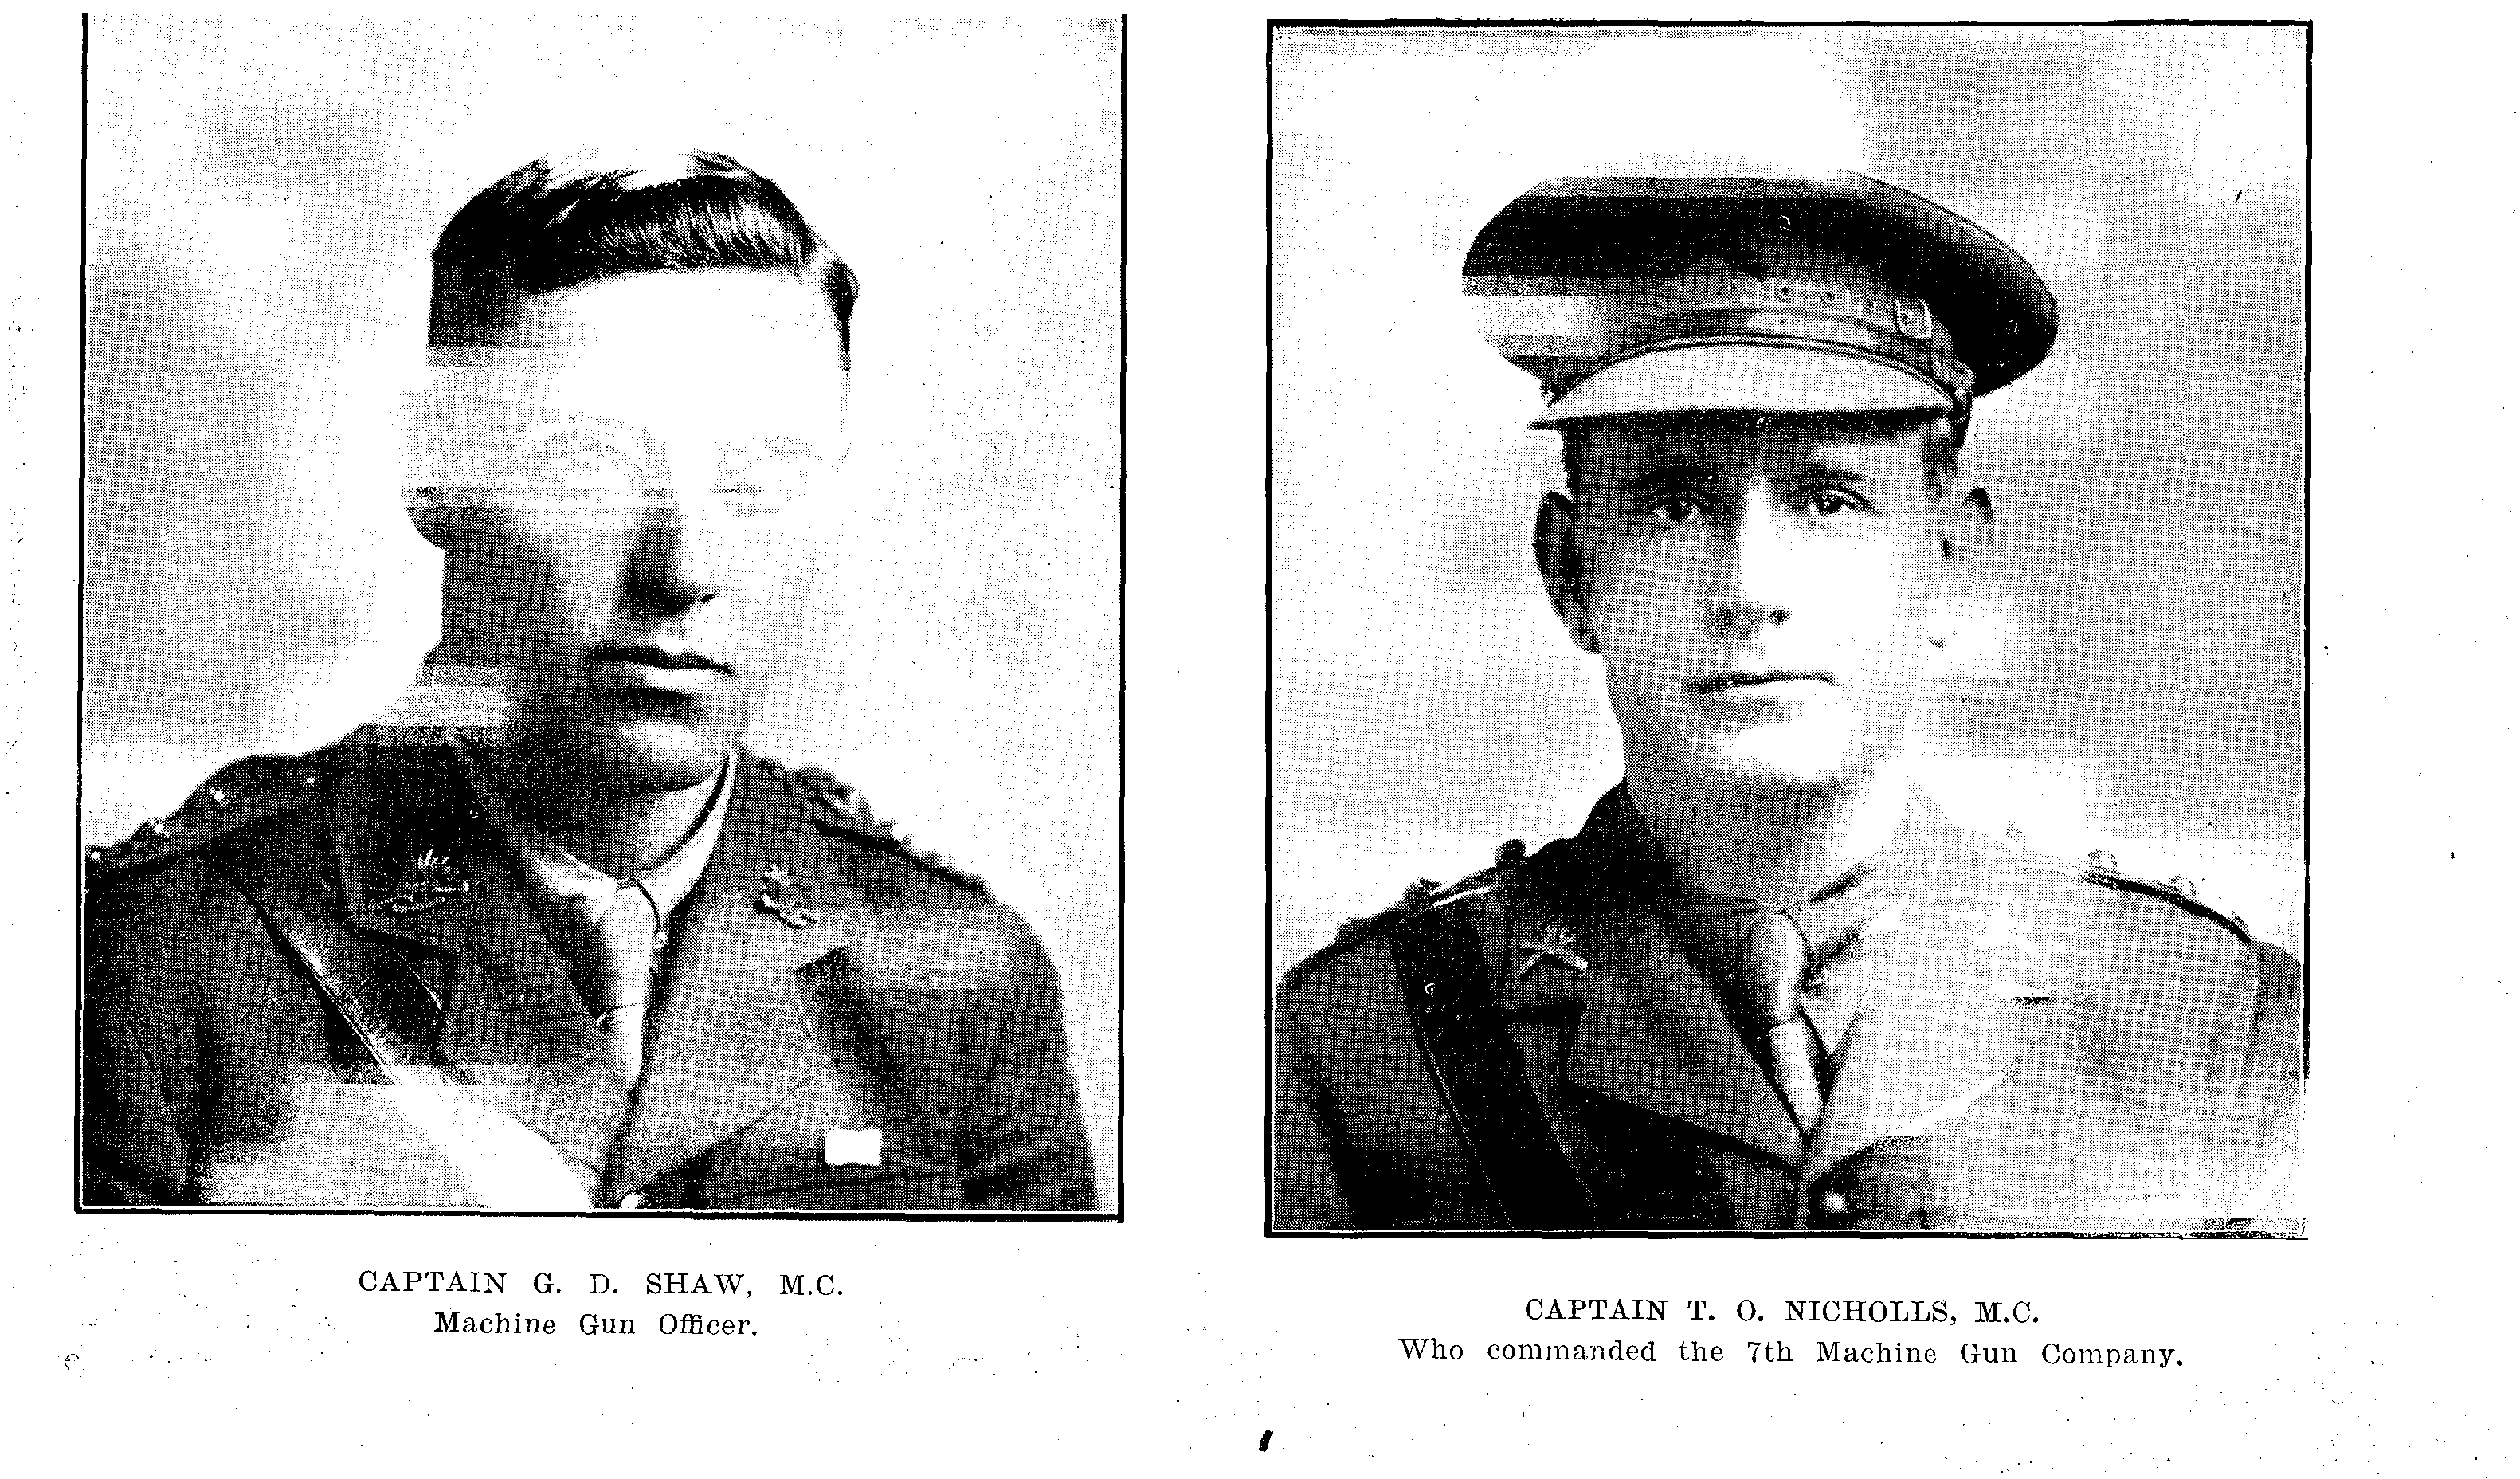 CAPTAIN G. D. SHAW, M.C.
Machine Gun Officer.
CAPTAIN T. O. NICHOLLS, M.C.
Who commanded the 7th Machine Gun Company.